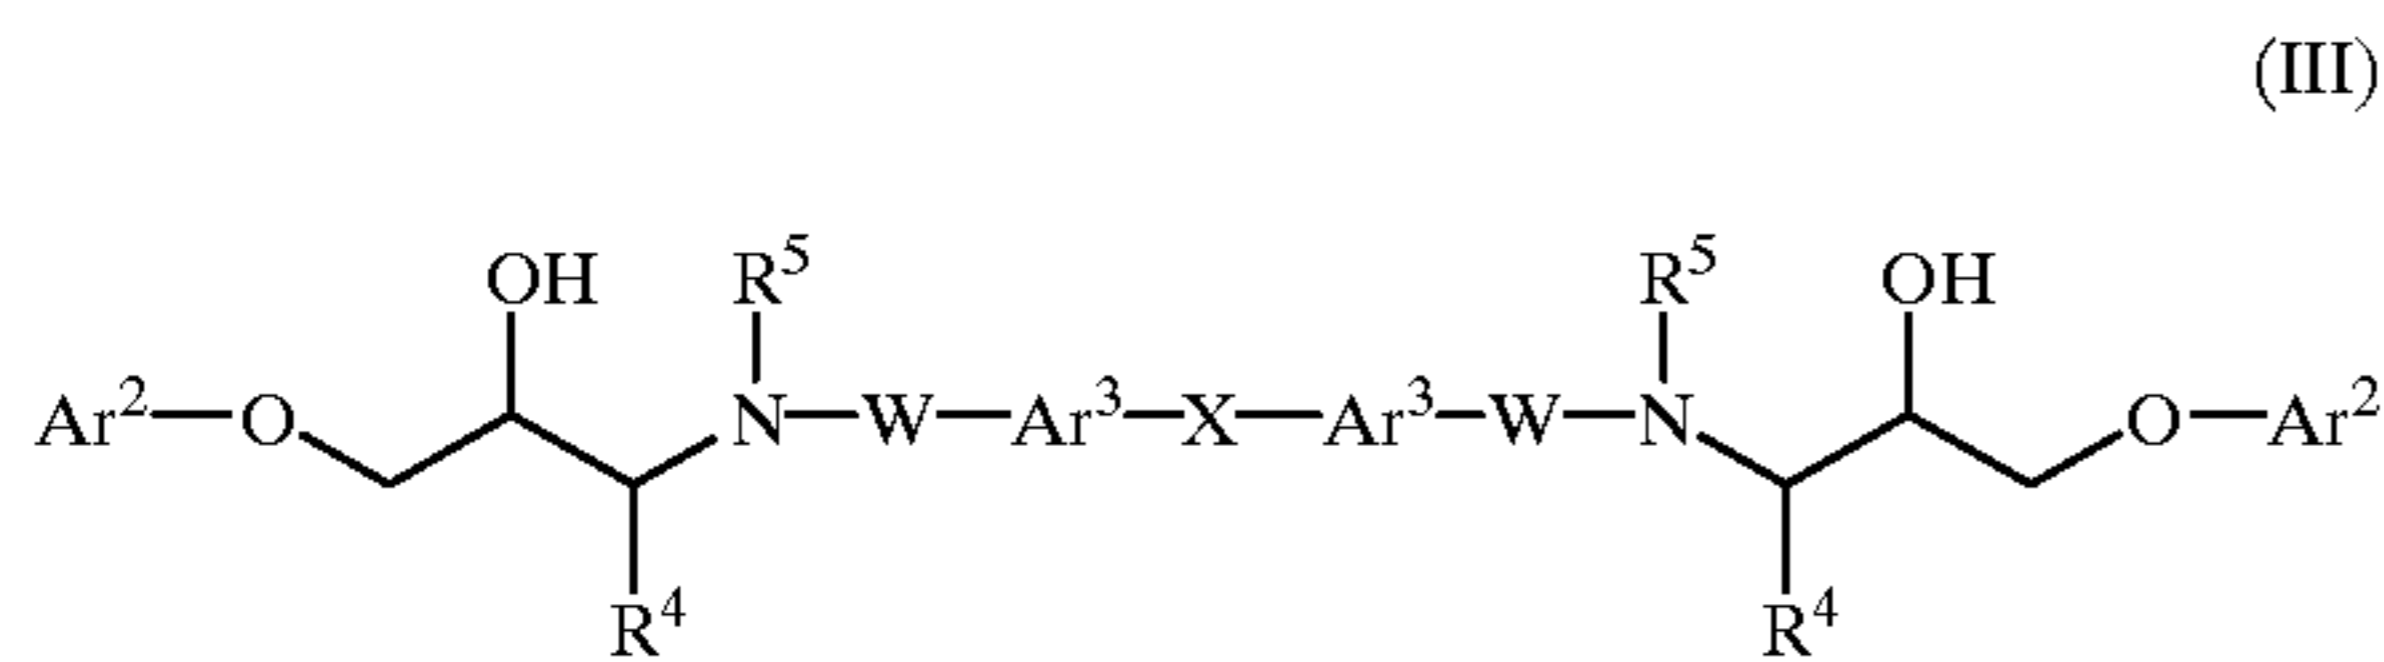 (III)
OH R⁵ R⁵ OH
Ar²—O N—W—Ar³—X—Ar³—W—N O—Ar²
R⁴ R⁴